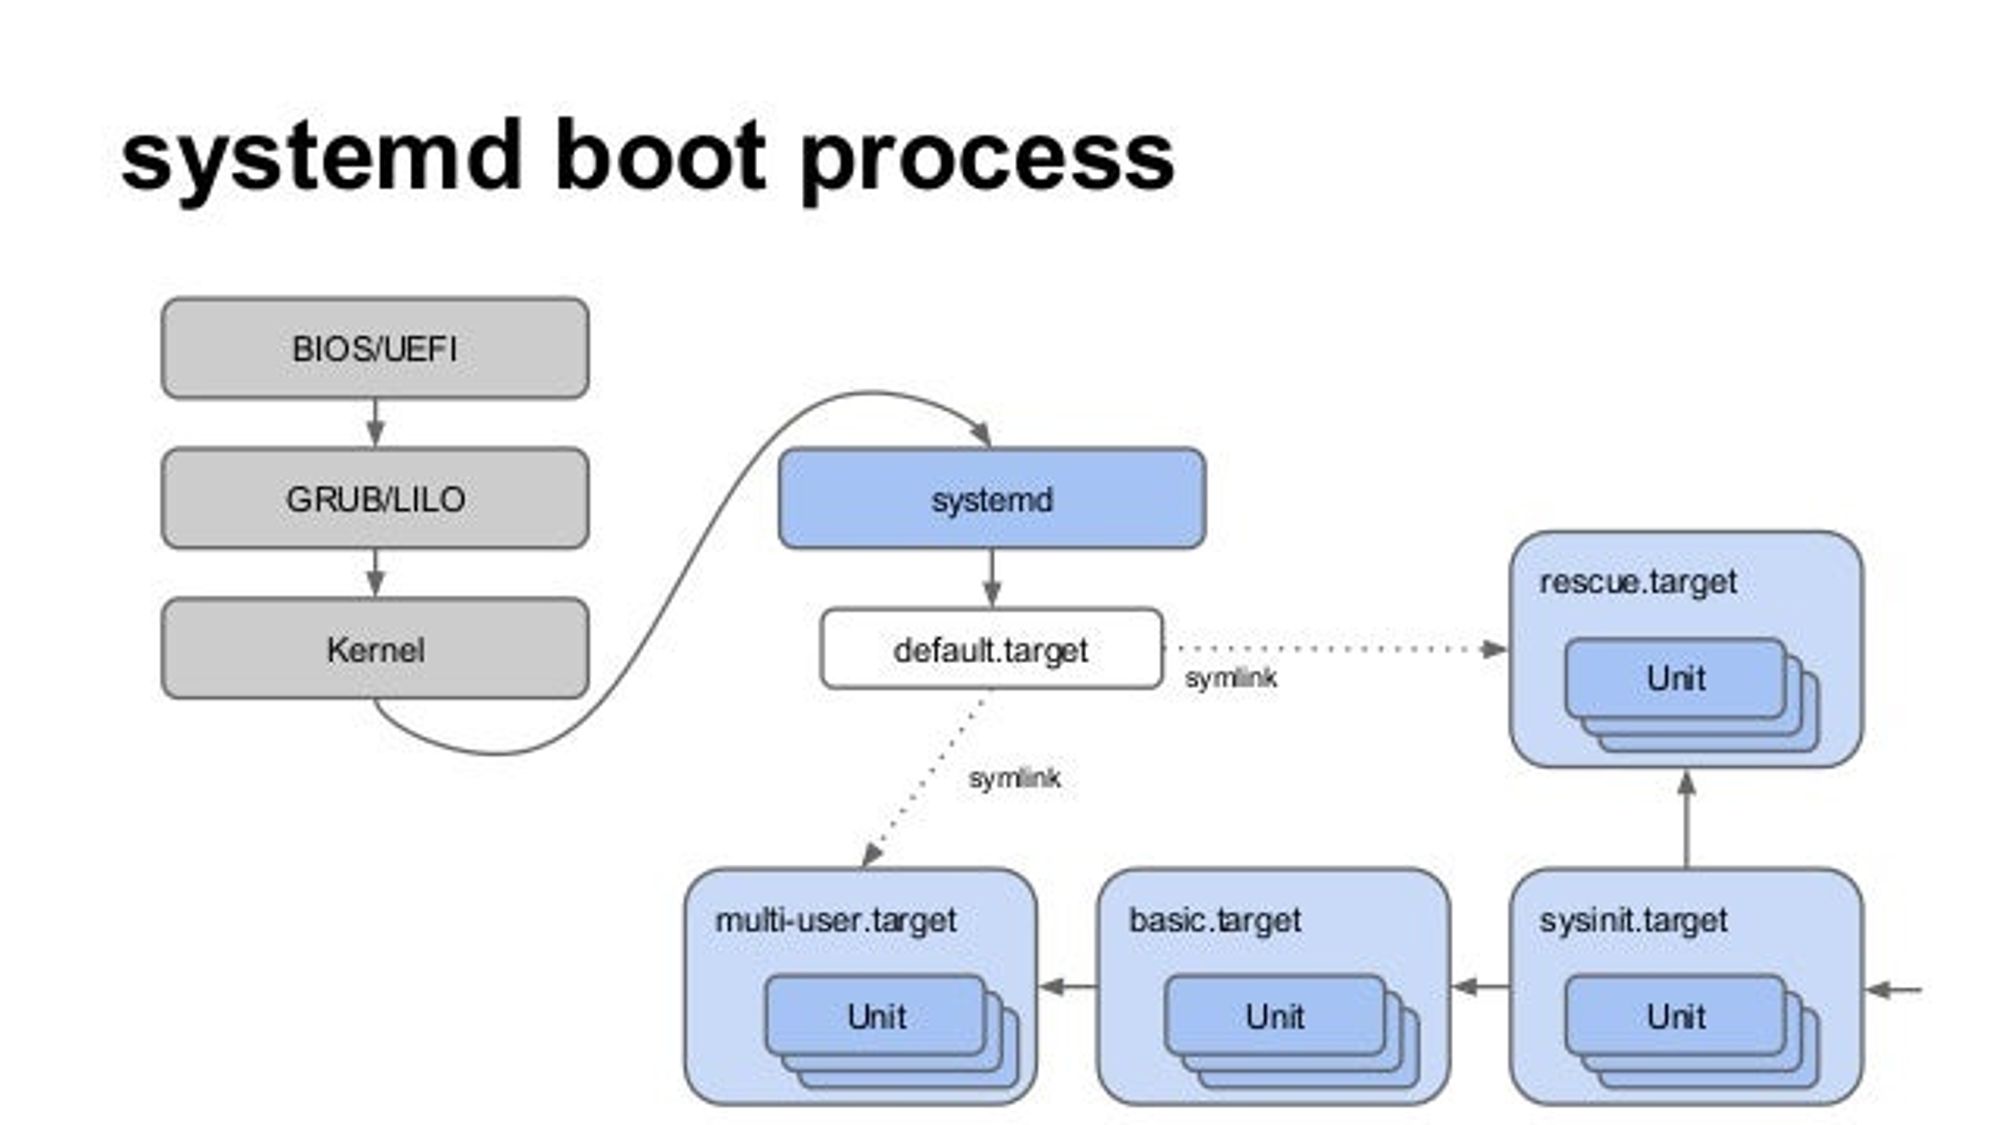 systemd boot process
BIOS/UEFI
GRUB/LILO
Kernel
systemd
default.target
symlink
symlink
rescue.target
Unit
multi-user.target
Unit
basic.target
Unit
sysinit.target
Unit